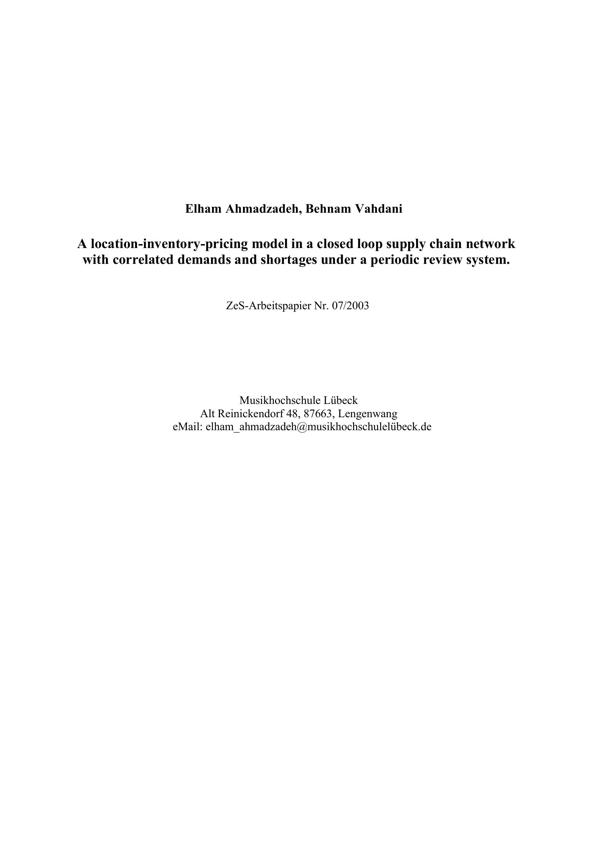 Elham Ahmadzadeh, Behnam Vahdani
A location-inventory-pricing model in a closed loop supply chain network
with correlated demands and shortages under a periodic review system.
ZeS-Arbeitspapier Nr. 07/2003
Musikhochschule Lübeck
Alt Reinickendorf 48, 87663, Lengenwang
eMail: elham_ahmadzadeh@musikhochschulelübeck.de